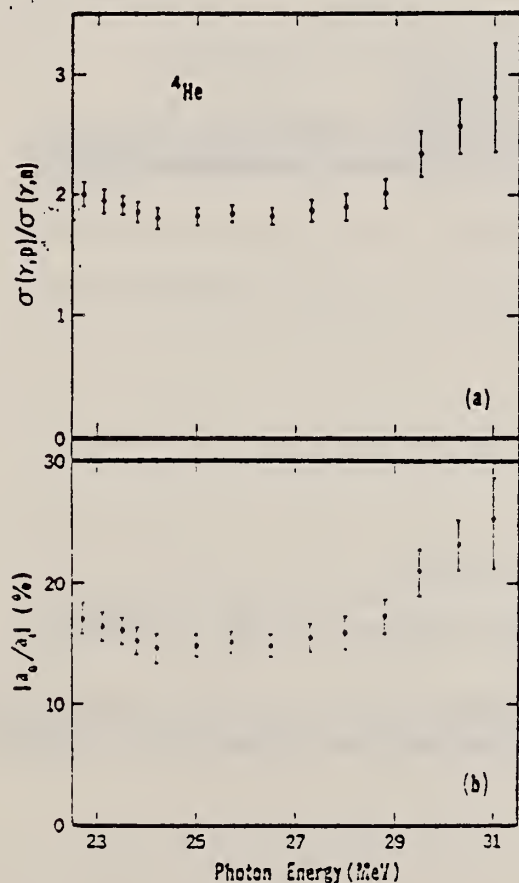 3
⁴He
2
σ(γ,p)/σ(γ,n)
1
(a)
0
30
20
|a₀/a₁| (%)
10
(b)
0
23 25 27 29 31
Photon Energy (MeV)